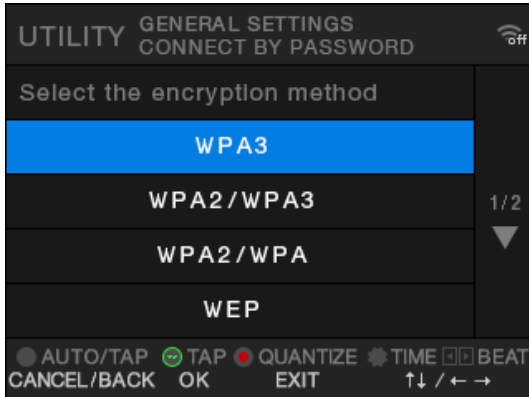 UTILITY GENERAL SETTINGS
CONNECT BY PASSWORD
off
Select the encryption method
WPA3
WPA2/WPA3
1/2
WPA2/WPA
WEP
AUTO/TAP TAP QUANTIZE TIME BEAT
CANCEL/BACK OK EXIT ↑↓/←→